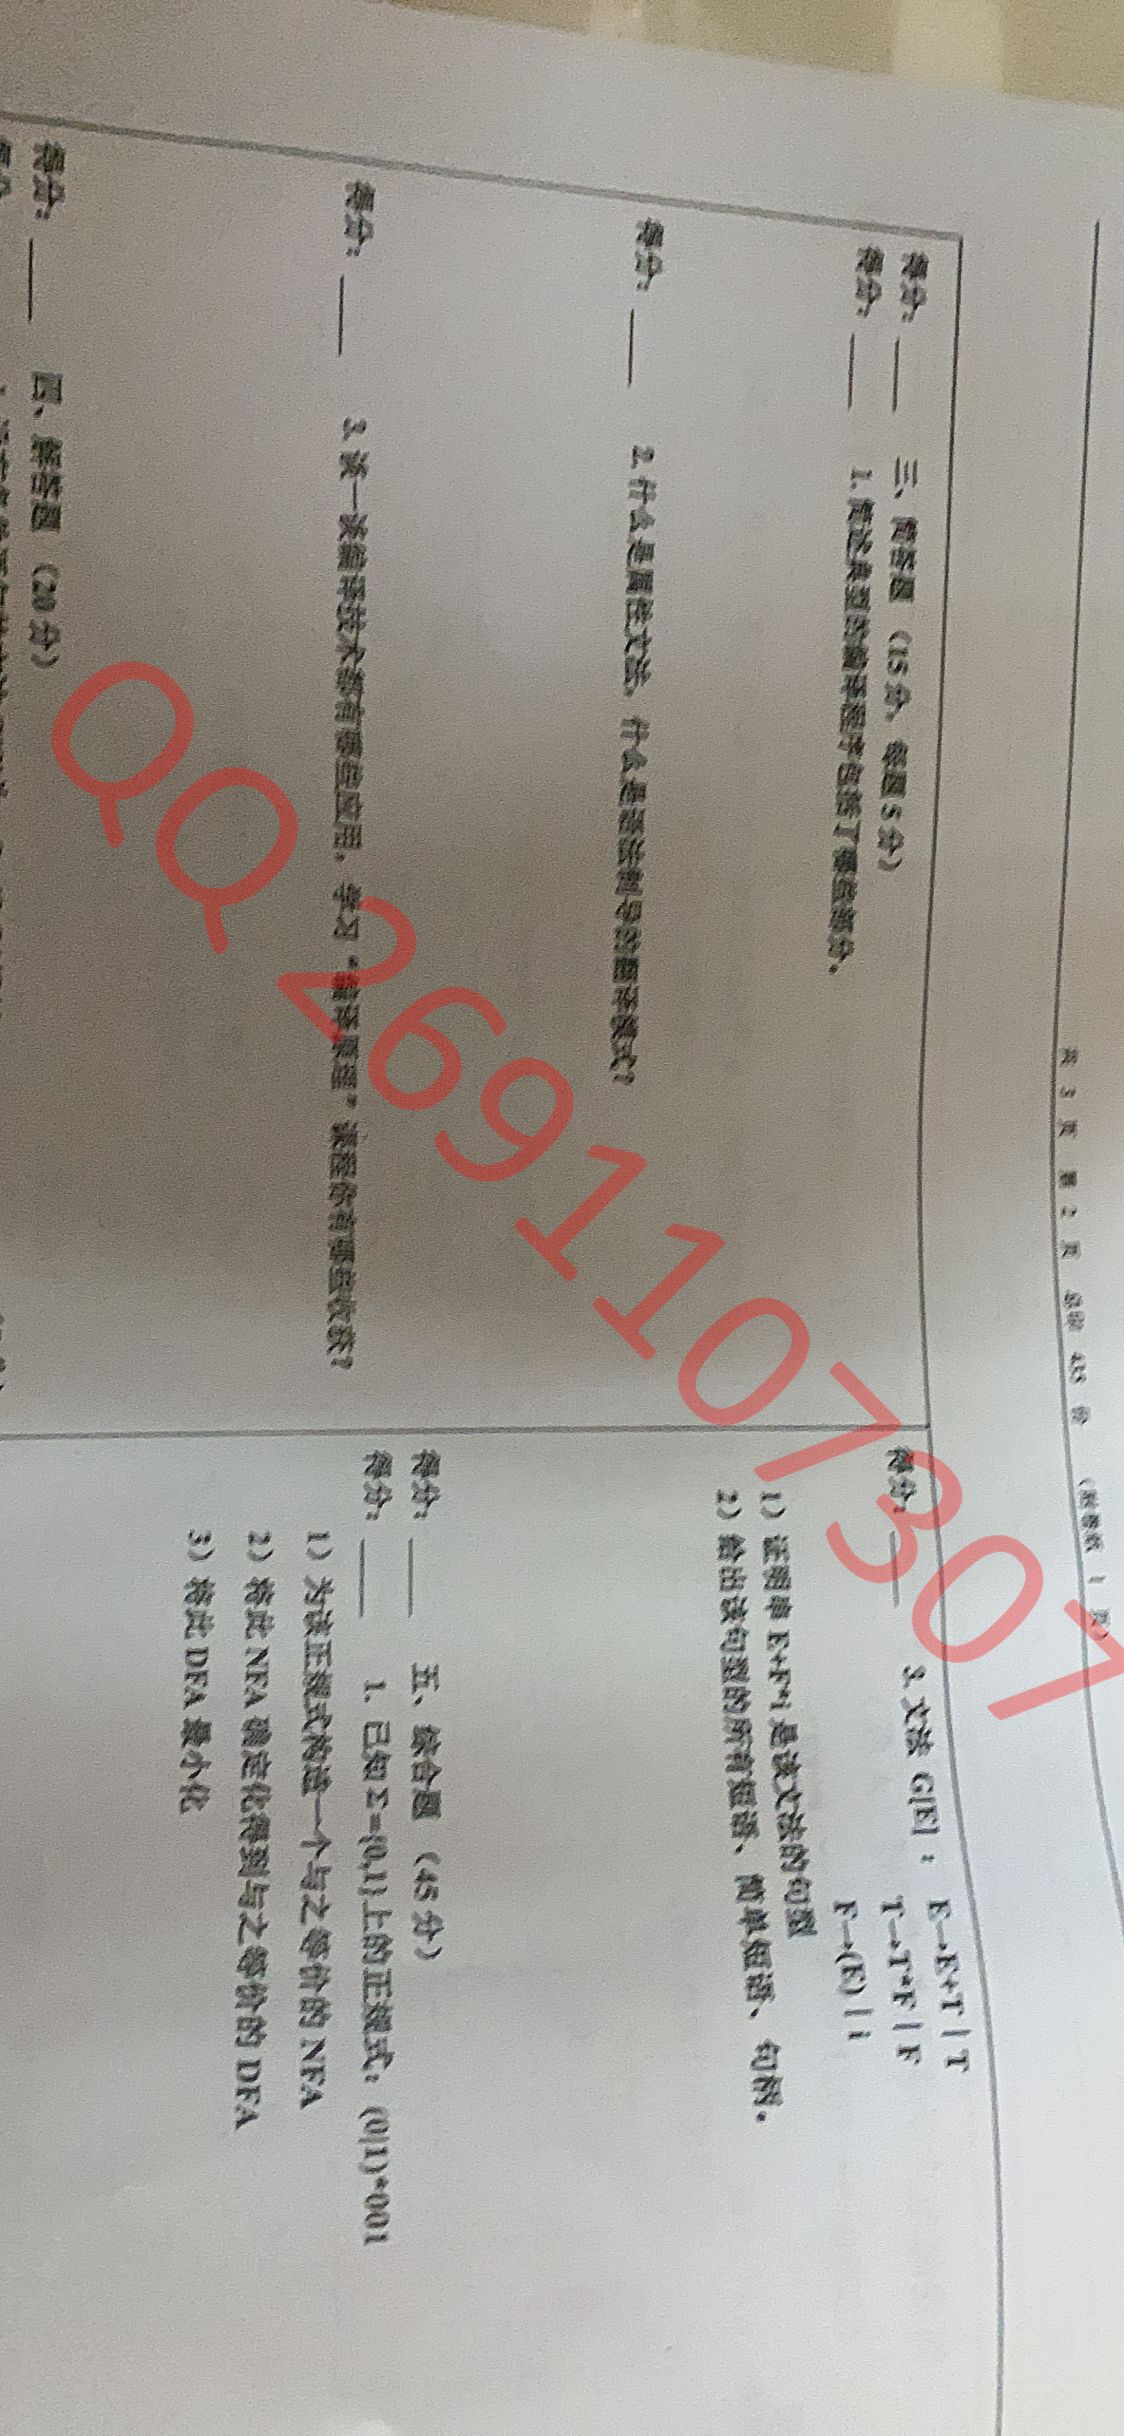 共 3 页 第 2 页 总印 435 份 （附卷纸 1 页）
得分：____ 三、简答题 （15 分，每题 5 分）
得分：____ 1. 简述典型的编译程序包括了哪些部分。
得分：____ 2. 什么是属性文法，什么是语法制导的翻译模式？
得分：____ 3. 谈一谈编译技术都有哪些应用，学习“编译原理”课程你有哪些收获？
得分：____ 四、解答题 （20 分）
得分：____ 3. 文法 G[E] ： E→E+T | T
T→T*F | F
F→(E) | i
1）证明串 E+F*i 是该文法的句型
2）给出该句型的所有短语、简单短语、句柄。
得分：____ 五、综合题 （45 分）
得分：____ 1. 已知 Σ={0,1}上的正规式：(0|1)*001
1）为该正规式构造一个与之等价的 NFA
2）将此 NFA 确定化得到与之等价的 DFA
3）将此 DFA 最小化
QQ 2691107307